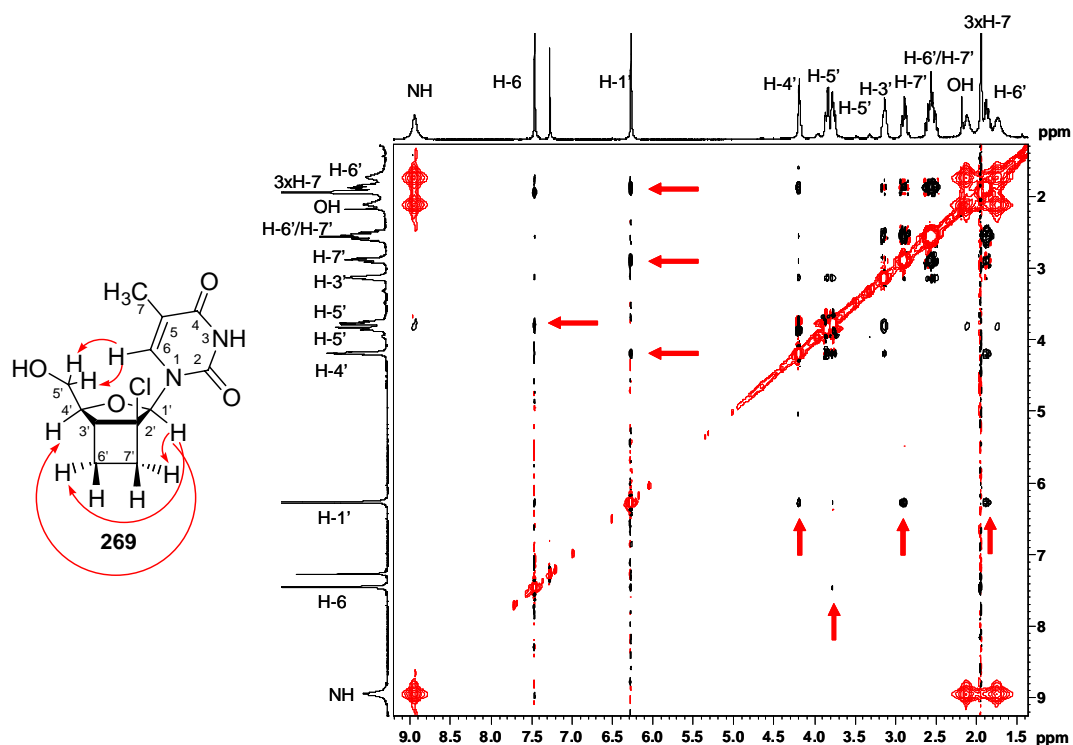 3xH-7
H-6'/H-7'
NH
H-6
H-1'
H-4'
H-5'
H-5'
H-3'
H-7'
OH
H-6'
ppm
H-6'
3xH-7
OH
H-6'/H-7'
H-7'
H-3'
H-5'
H-5'
H-4'
H-1'
H-6
NH
2
3
4
5
6
7
8
9
9.0 8.5 8.0 7.5 7.0 6.5 6.0 5.5 5.0 4.5 4.0 3.5 3.0 2.5 2.0 1.5 ppm
H3C
7
O
4
5
3
NH
H
6
1
2
H
N
O
HO
H
Cl
5'
O
4'
1'
3'
2'
H
H
6'
7'
H
H
H
H
269